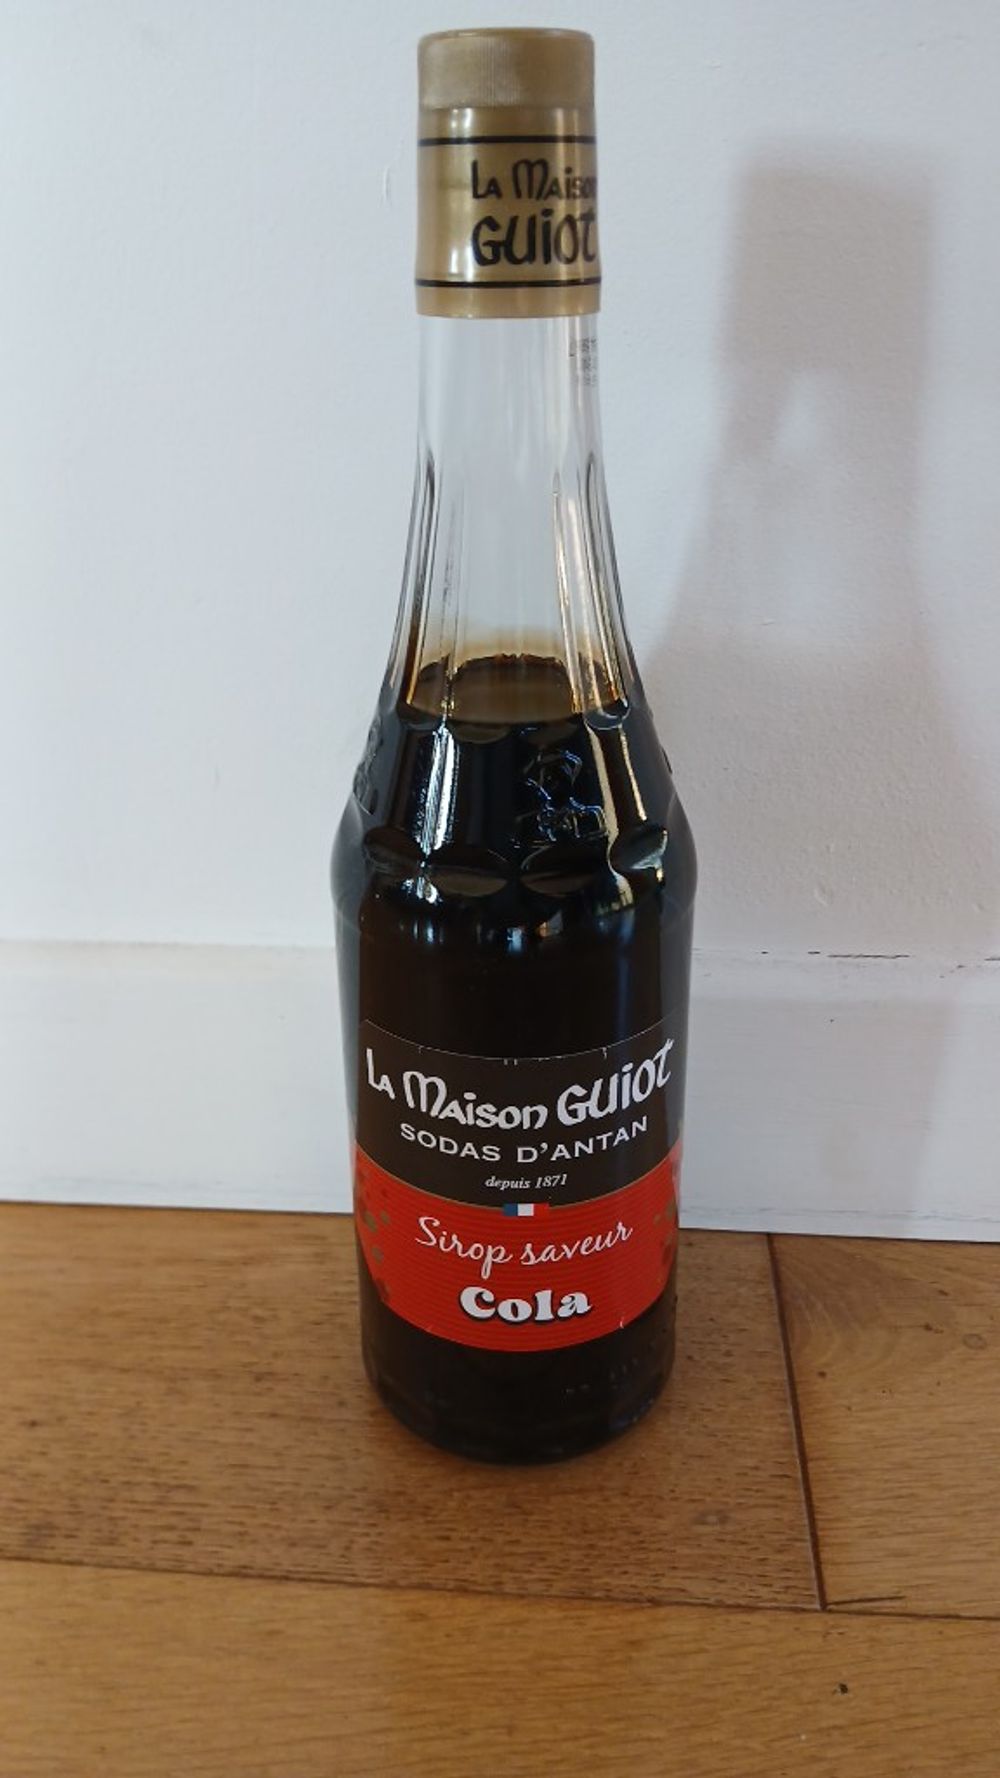 La Maison
GUIOT
La Maison GUIOT
SODAS D'ANTAN
depuis 1871
Sirop saveur
Cola